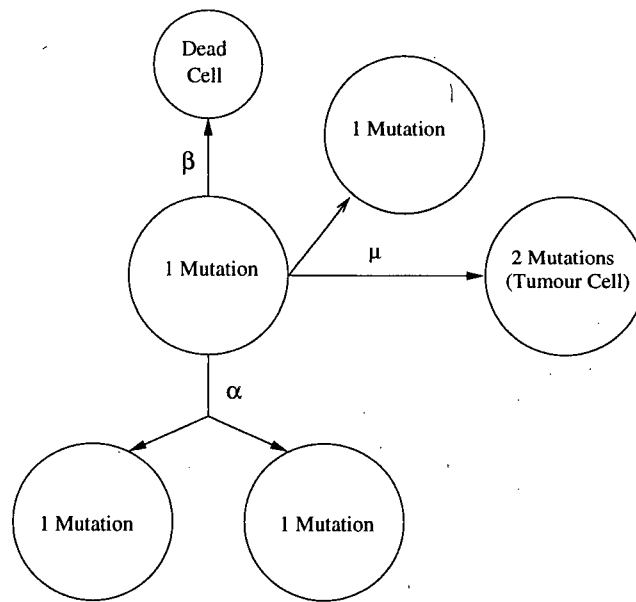 Dead
Cell
1 Mutation
β
1 Mutation
μ
2 Mutations
(Tumour Cell)
α
1 Mutation
1 Mutation